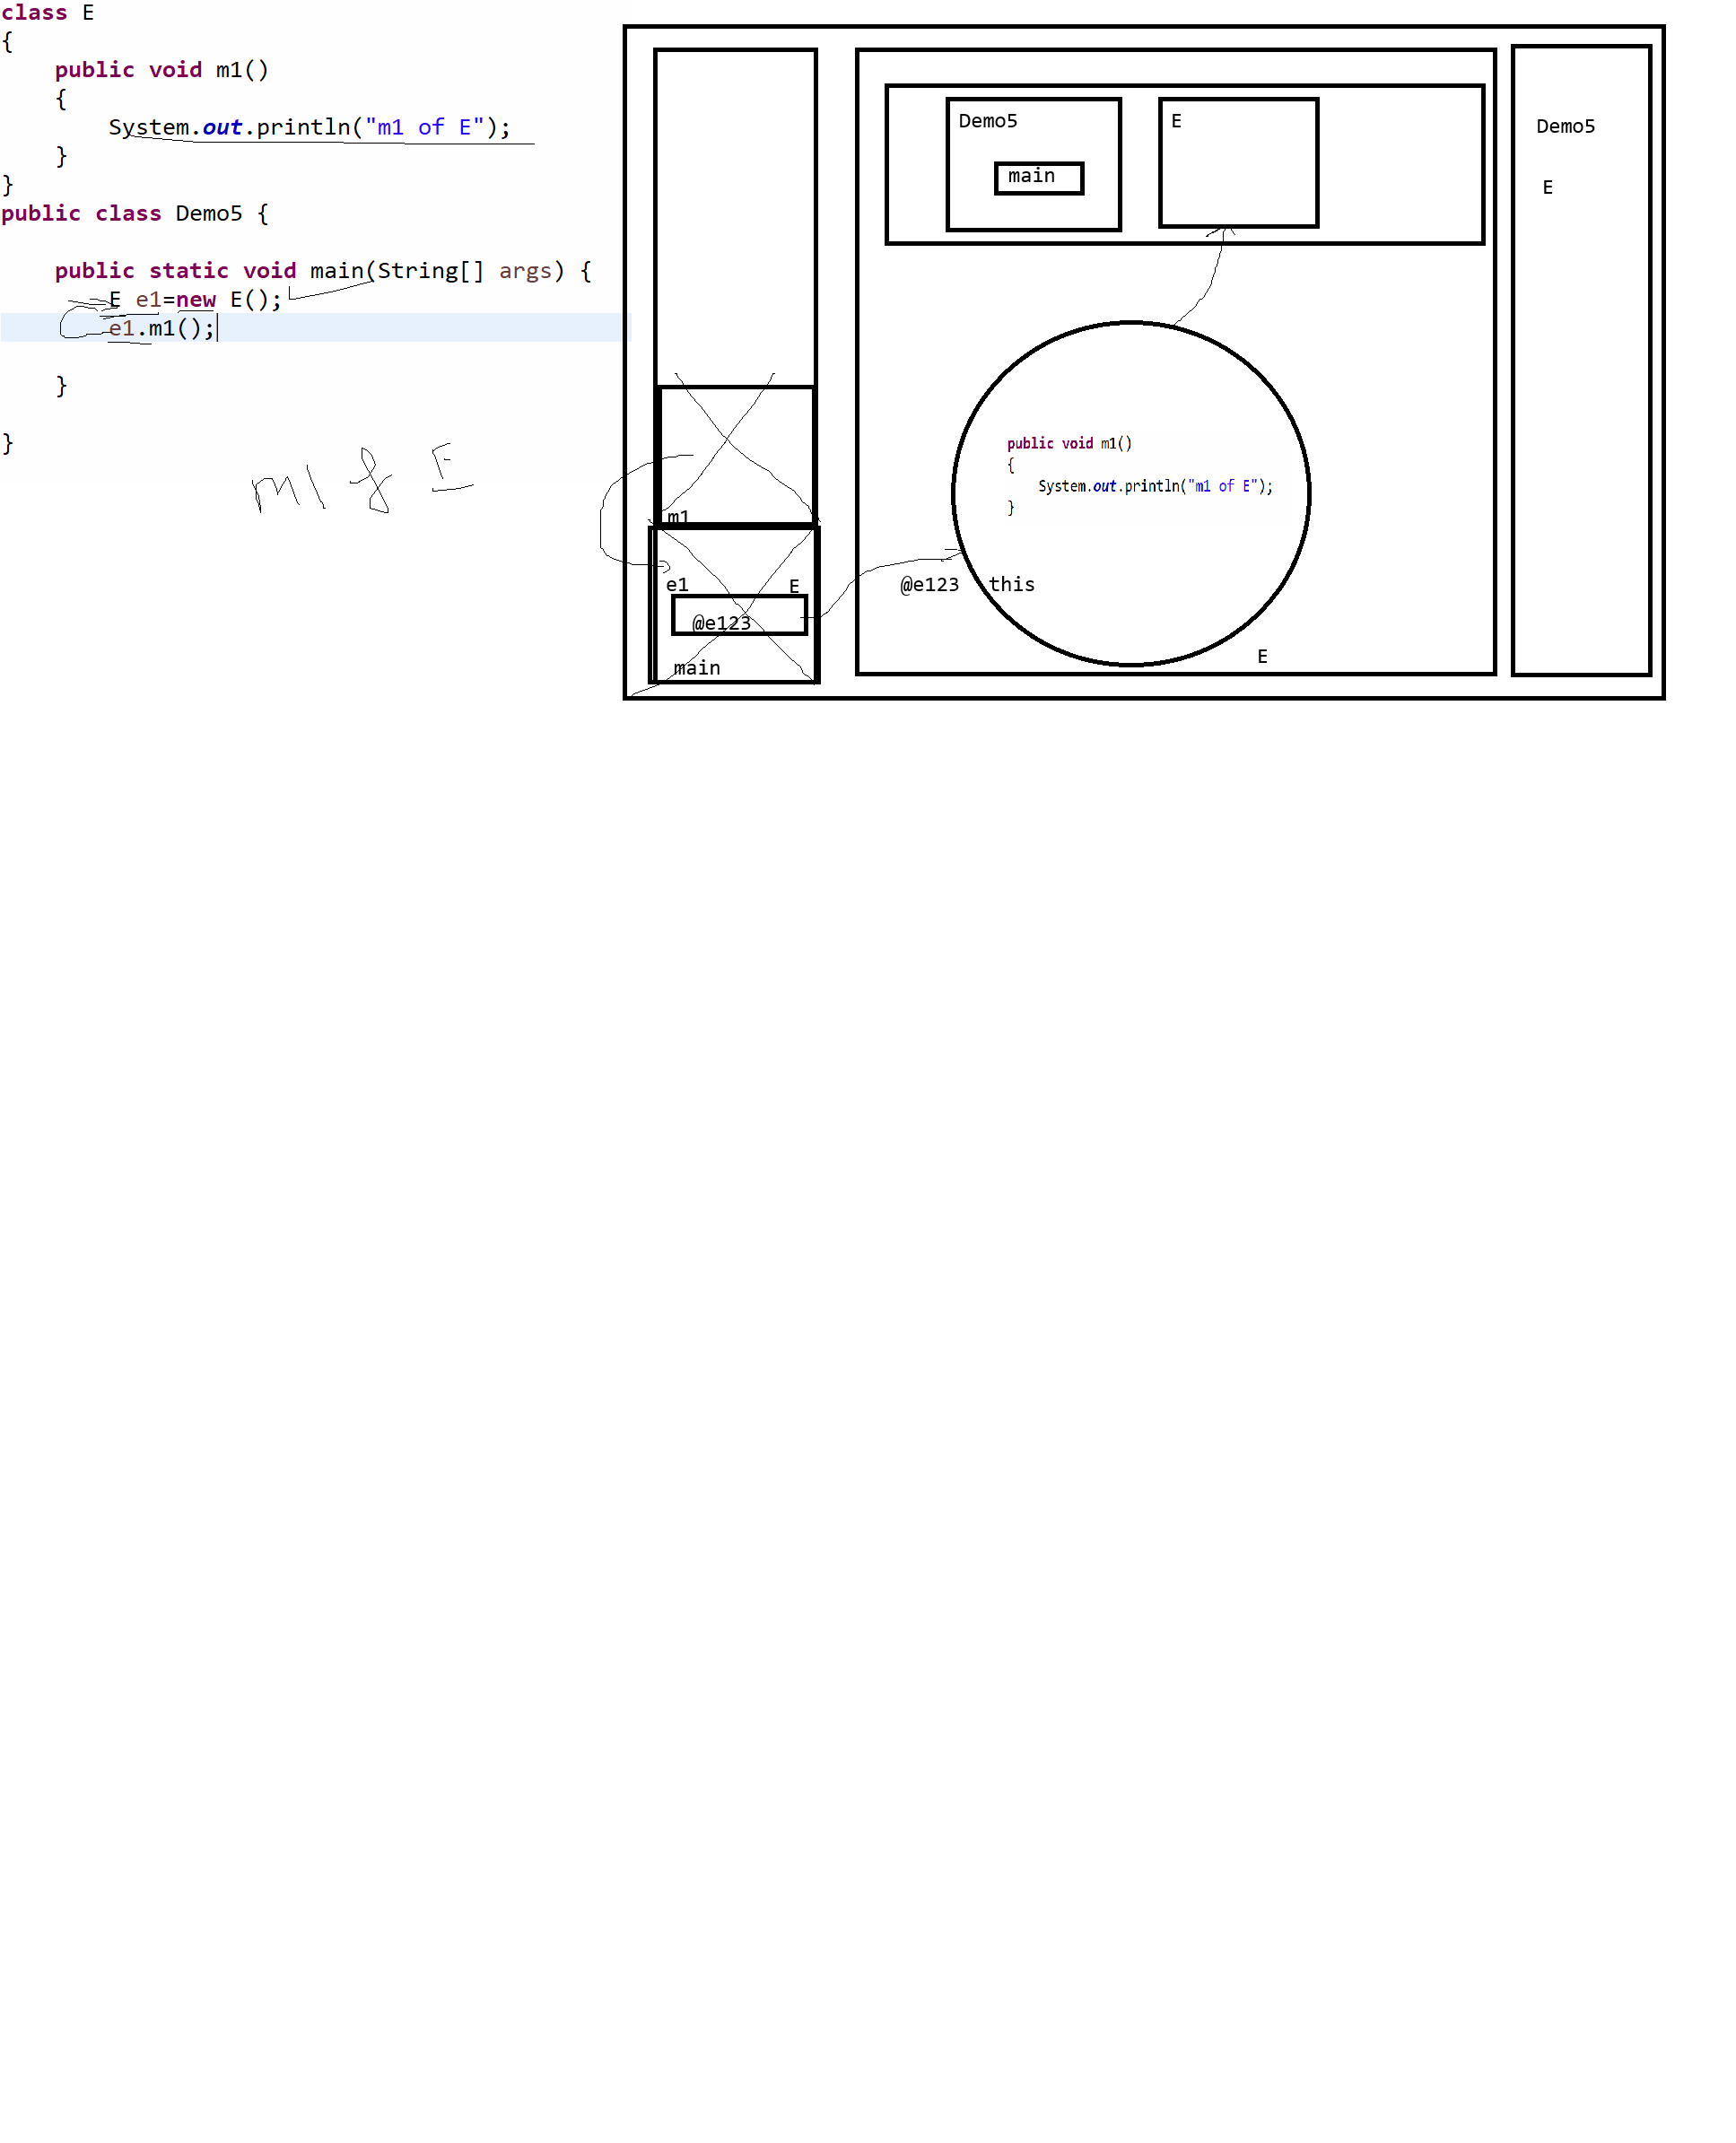 class E
{
public void m1()
{
System.out.println("m1 of E");
}
}
public class Demo5 {
public static void main(String[] args) {
E e1=new E();
e1.m1();
}
}
m1 of E
m1
e1 E
@e123
main
Demo5
main
E
public void m1()
{
System.out.println("m1 of E");
}
@e123 this
E
Demo5
E